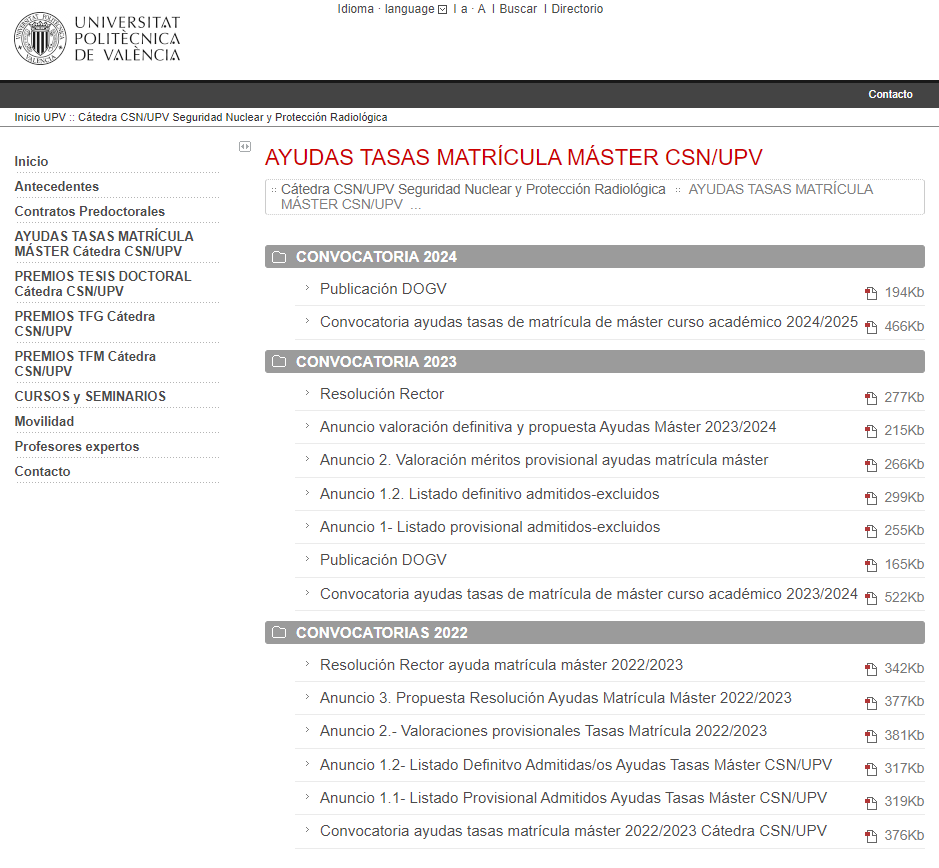 Idioma · language | a · A | Buscar | Directorio
UNIVERSITAT
POLITÈCNICA
DE VALÈNCIA
Contacto
Inicio UPV :: Cátedra CSN/UPV Seguridad Nuclear y Protección Radiológica
Inicio
Antecedentes
Contratos Predoctorales
AYUDAS TASAS MATRÍCULA
MÁSTER Cátedra CSN/UPV
PREMIOS TESIS DOCTORAL
Cátedra CSN/UPV
PREMIOS TFG Cátedra
CSN/UPV
PREMIOS TFM Cátedra
CSN/UPV
CURSOS y SEMINARIOS
Movilidad
Profesores expertos
Contacto
AYUDAS TASAS MATRÍCULA MÁSTER CSN/UPV
:: Cátedra CSN/UPV Seguridad Nuclear y Protección Radiológica :: AYUDAS TASAS MATRÍCULA
MÁSTER CSN/UPV ...
CONVOCATORIA 2024
Publicación DOGV 194Kb
Convocatoria ayudas tasas de matrícula de máster curso académico 2024/2025 466Kb
CONVOCATORIA 2023
Resolución Rector 277Kb
Anuncio valoración definitiva y propuesta Ayudas Máster 2023/2024 215Kb
Anuncio 2. Valoración méritos provisional ayudas matrícula máster 266Kb
Anuncio 1.2. Listado definitivo admitidos-excluidos 299Kb
Anuncio 1- Listado provisional admitidos-excluidos 255Kb
Publicación DOGV 165Kb
Convocatoria ayudas tasas de matrícula de máster curso académico 2023/2024 522Kb
CONVOCATORIAS 2022
Resolución Rector ayuda matrícula máster 2022/2023 342Kb
Anuncio 3. Propuesta Resolución Ayudas Matrícula Máster 2022/2023 377Kb
Anuncio 2.- Valoraciones provisionales Tasas Matrícula 2022/2023 381Kb
Anuncio 1.2- Listado Definitvo Admitidas/os Ayudas Tasas Máster CSN/UPV 317Kb
Anuncio 1.1- Listado Provisional Admitidos Ayudas Tasas Máster CSN/UPV 319Kb
Convocatoria ayudas tasas matrícula máster 2022/2023 Cátedra CSN/UPV 376Kb